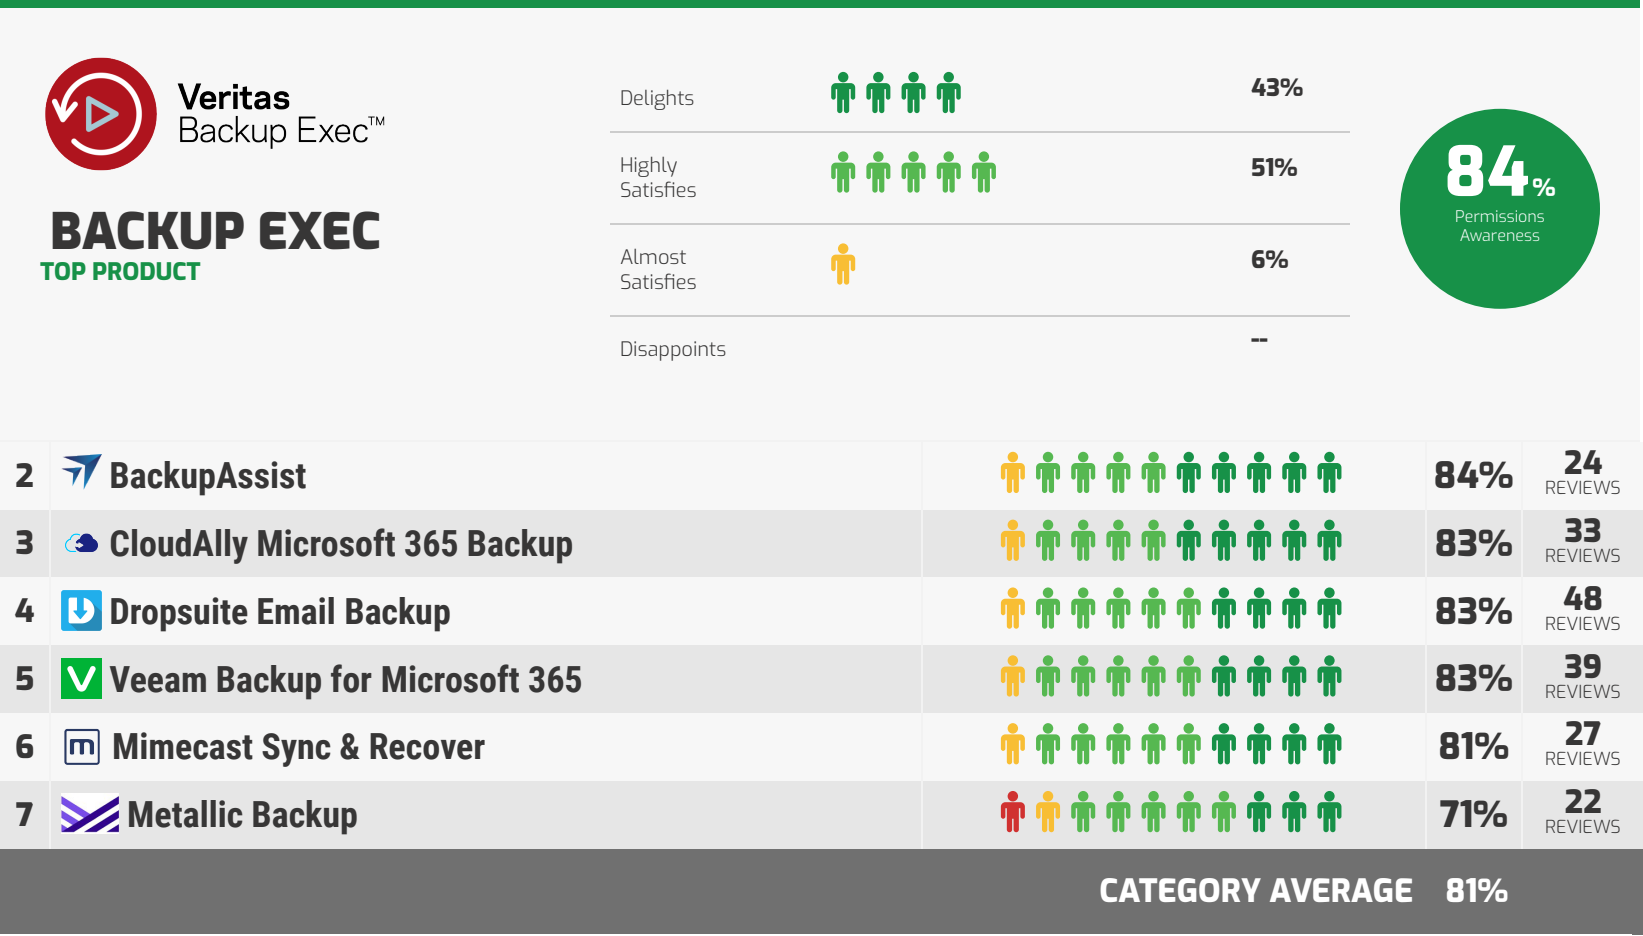 Veritas
Backup Exec™
BACKUP EXEC
TOP PRODUCT
Delights 43%
Highly
Satisfies 51%
Almost
Satisfies 6%
Disappoints --
84%
Permissions
Awareness
2 BackupAssist 84% 24 REVIEWS
3 CloudAlly Microsoft 365 Backup 83% 33 REVIEWS
4 Dropsuite Email Backup 83% 48 REVIEWS
5 Veeam Backup for Microsoft 365 83% 39 REVIEWS
6 m Mimecast Sync & Recover 81% 27 REVIEWS
7 Metallic Backup 71% 22 REVIEWS
CATEGORY AVERAGE 81%